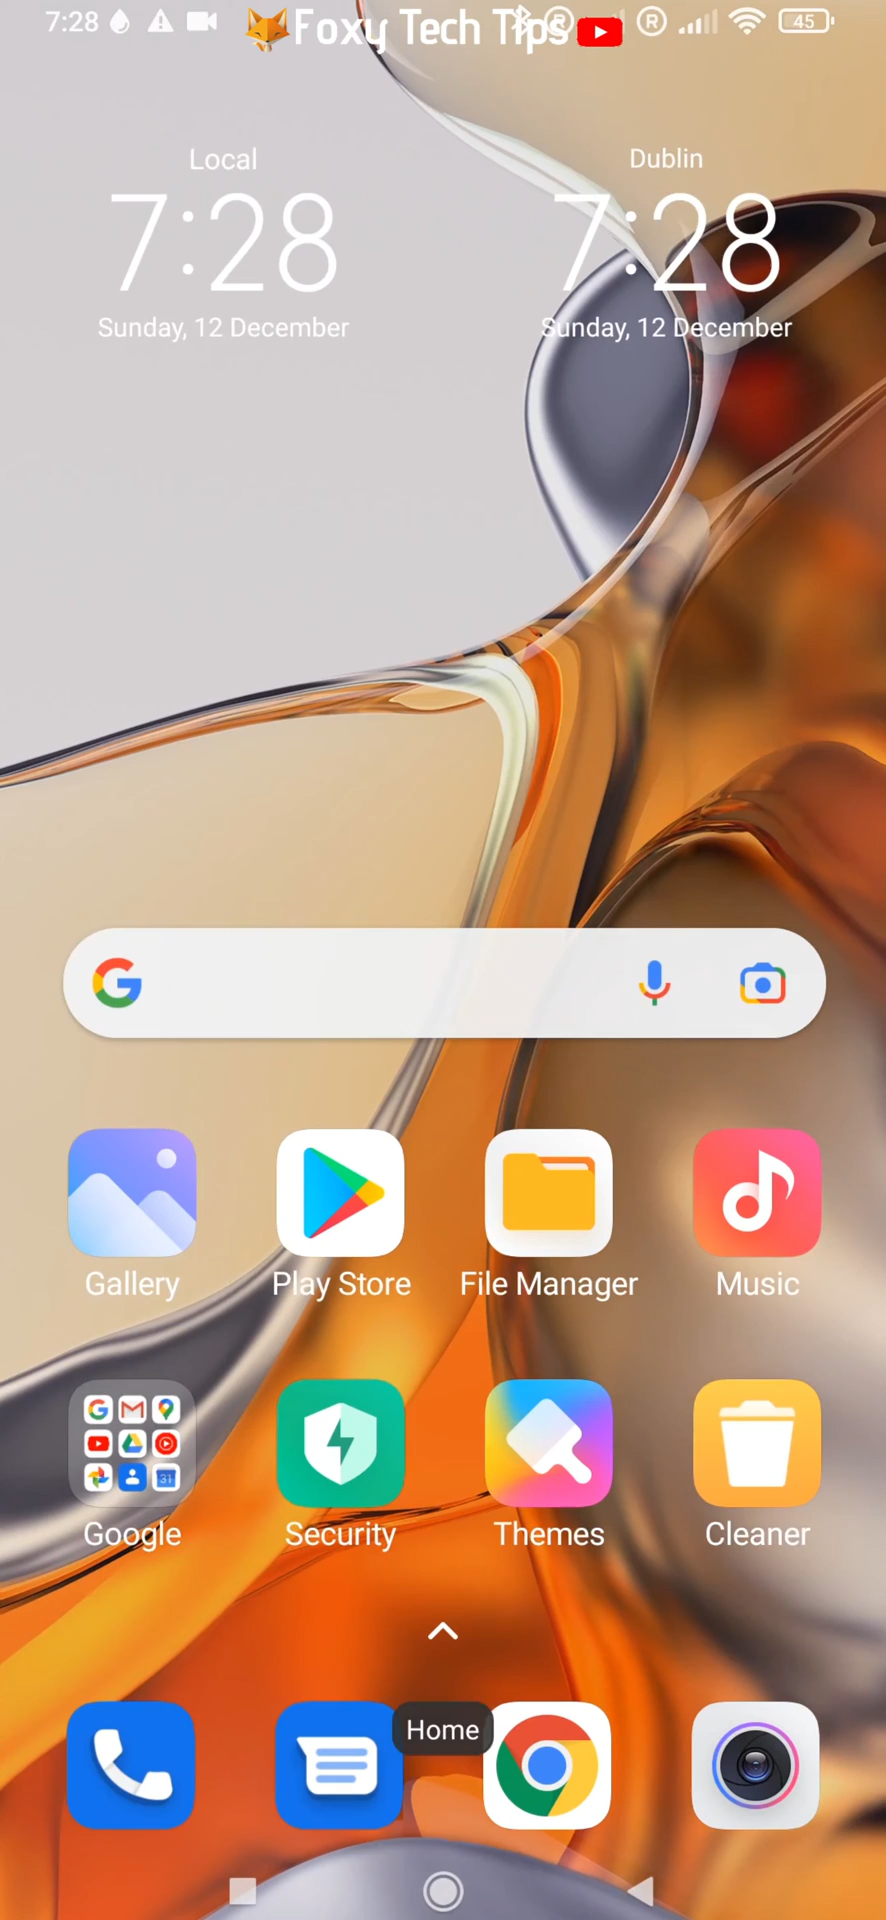 7:28 Foxy Tech Tips 45
Local Dublin
7:28 7:28
Sunday, 12 December Sunday, 12 December
Gallery Play Store File Manager Music
31
Google Security Themes Cleaner
Home